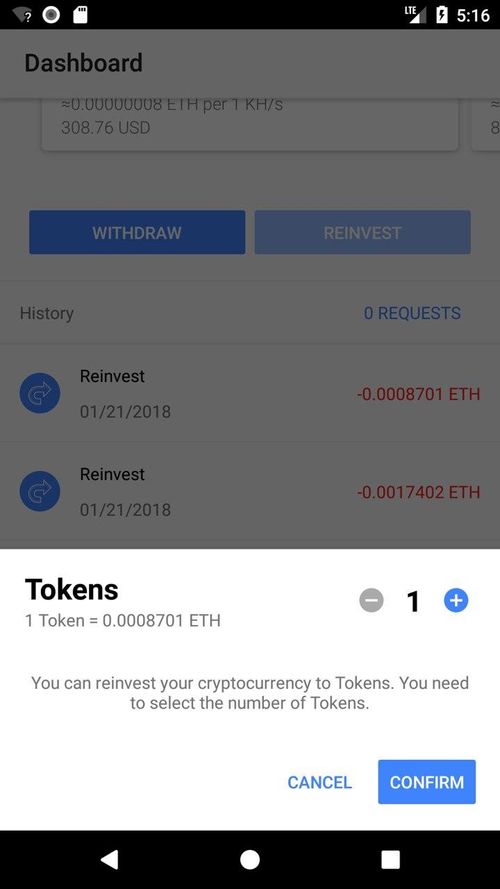 LTE
5:16
Dashboard
≈0.00000008 ETH per 1 KH/s
308.76 USD
8
WITHDRAW
REINVEST
History
0 REQUESTS
Reinvest
01/21/2018
-0.0008701 ETH
Reinvest
01/21/2018
-0.0017402 ETH
Tokens
1 Token = 0.0008701 ETH
1
You can reinvest your cryptocurrency to Tokens. You need
to select the number of Tokens.
CANCEL
CONFIRM